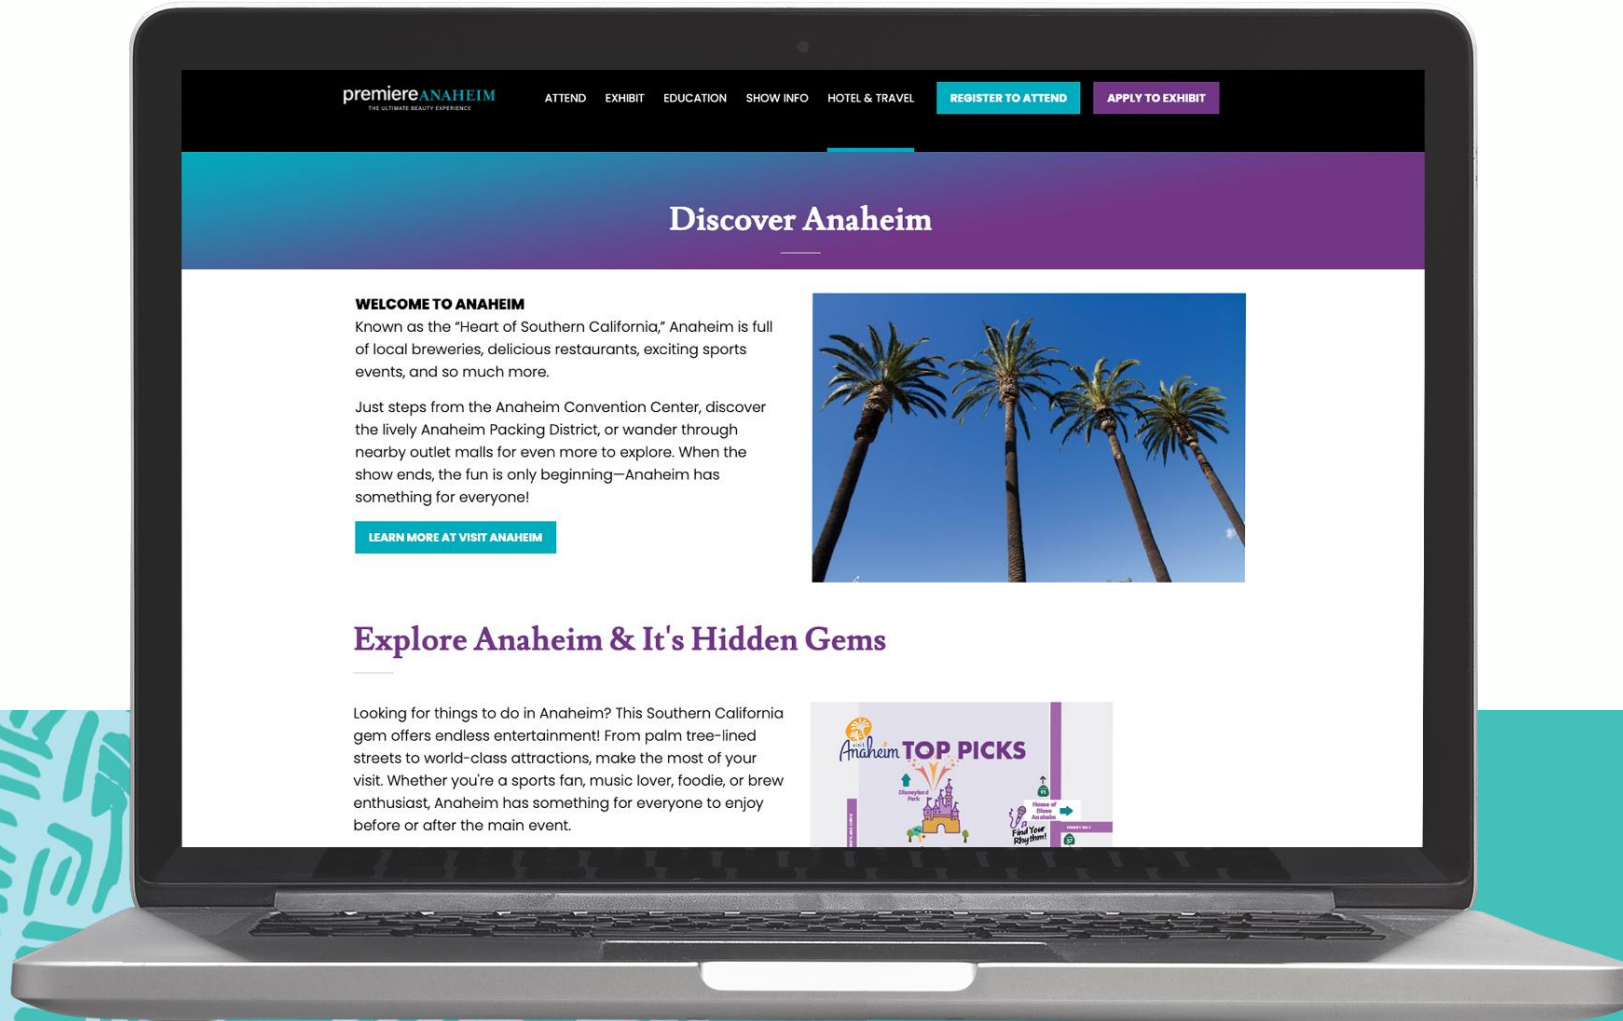 premiereANAHEIM
THE ULTIMATE BEAUTY EXPERIENCE
ATTEND EXHIBIT EDUCATION SHOW INFO HOTEL & TRAVEL REGISTER TO ATTEND APPLY TO EXHIBIT
Discover Anaheim
WELCOME TO ANAHEIM
Known as the “Heart of Southern California,” Anaheim is full
of local breweries, delicious restaurants, exciting sports
events, and so much more.
Just steps from the Anaheim Convention Center, discover
the lively Anaheim Packing District, or wander through
nearby outlet malls for even more to explore. When the
show ends, the fun is only beginning—Anaheim has
something for everyone!
LEARN MORE AT VISIT ANAHEIM
Explore Anaheim & It's Hidden Gems
Looking for things to do in Anaheim? This Southern California
gem offers endless entertainment! From palm tree-lined
streets to world-class attractions, make the most of your
visit. Whether you're a sports fan, music lover, foodie, or brew
enthusiast, Anaheim has something for everyone to enjoy
before or after the main event.
visit
Anaheim TOP PICKS
Disneyland
Park
House of
Blues
Anaheim
Find Your
Rhythm!